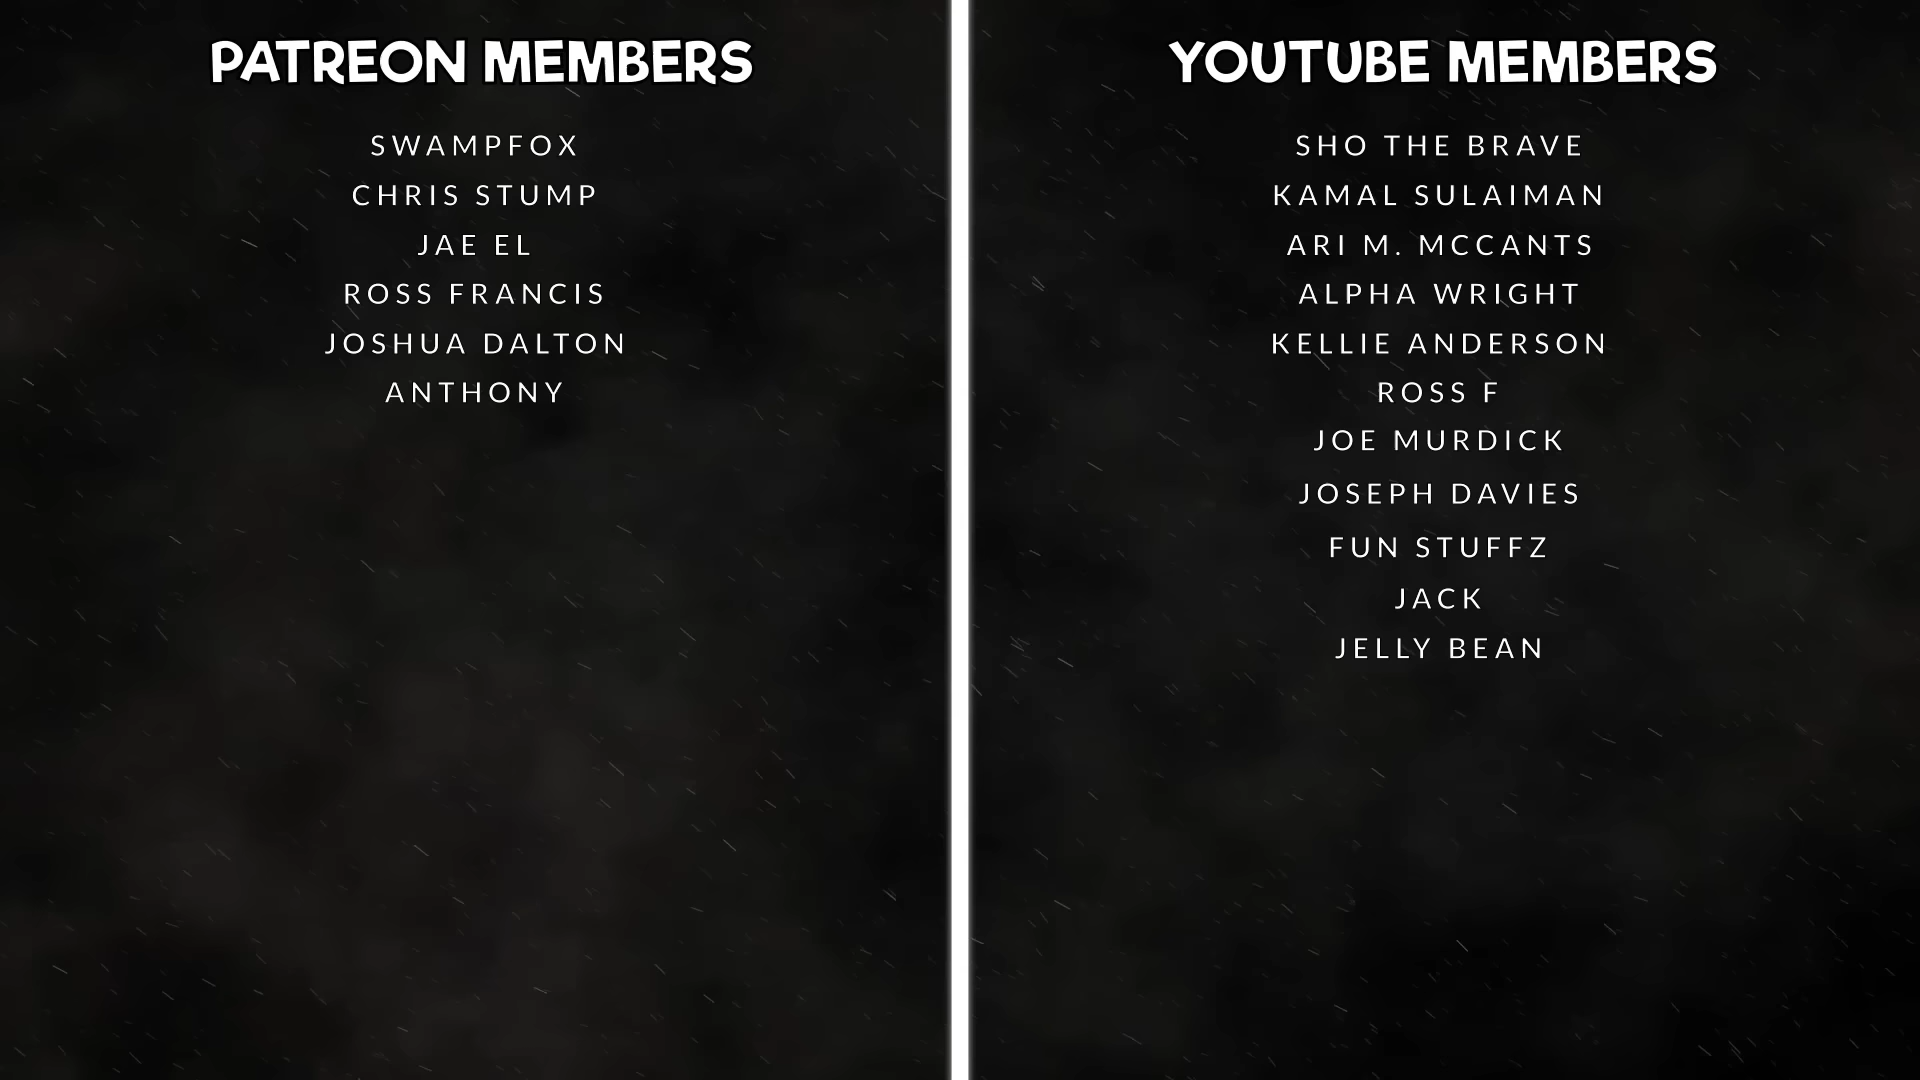 PATREON MEMBERS
SWAMPFOX
CHRIS STUMP
JAE EL
ROSS FRANCIS
JOSHUA DALTON
ANTHONY
YOUTUBE MEMBERS
SHO THE BRAVE
KAMAL SULAIMAN
ARI M. MCCANTS
ALPHA WRIGHT
KELLIE ANDERSON
ROSS F
JOE MURDICK
JOSEPH DAVIES
FUN STUFFZ
JACK
JELLY BEAN